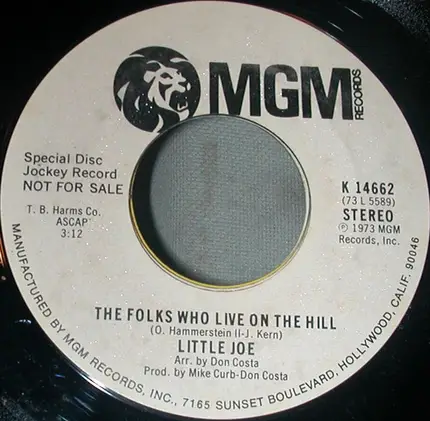 MGM
RECORDS
Special Disc
Jockey Record
NOT FOR SALE
T. B. Harms Co.
ASCAP
3:12
K 14662
(73 L 5589)
STEREO
℗ 1973 MGM
Records, Inc.
THE FOLKS WHO LIVE ON THE HILL
(O. Hammerstein II-J. Kern)
LITTLE JOE
Arr. by Don Costa
Prod. by Mike Curb-Don Costa
MANUFACTURED BY MGM RECORDS, INC., 7165 SUNSET BOULEVARD, HOLLYWOOD, CALIF. 90046